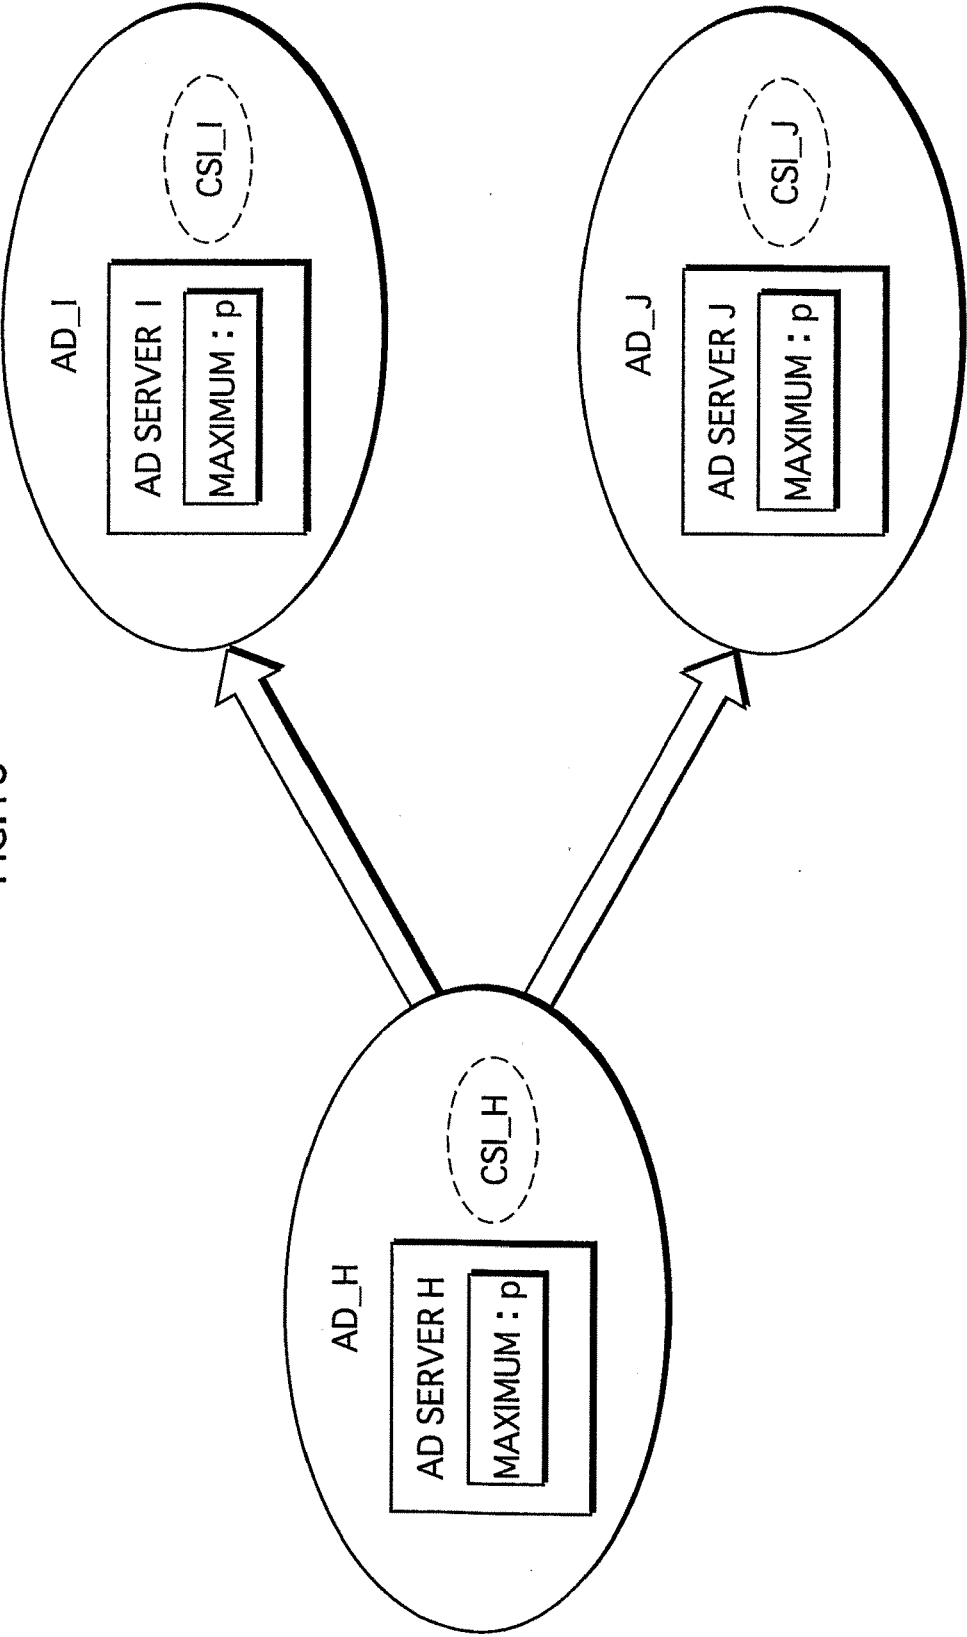 AD_H
AD SERVER H
MAXIMUM : p
CSI_H
AD_I
AD SERVER I
MAXIMUM : p
CSI_I
AD_J
AD SERVER J
MAXIMUM : p
CSI_J